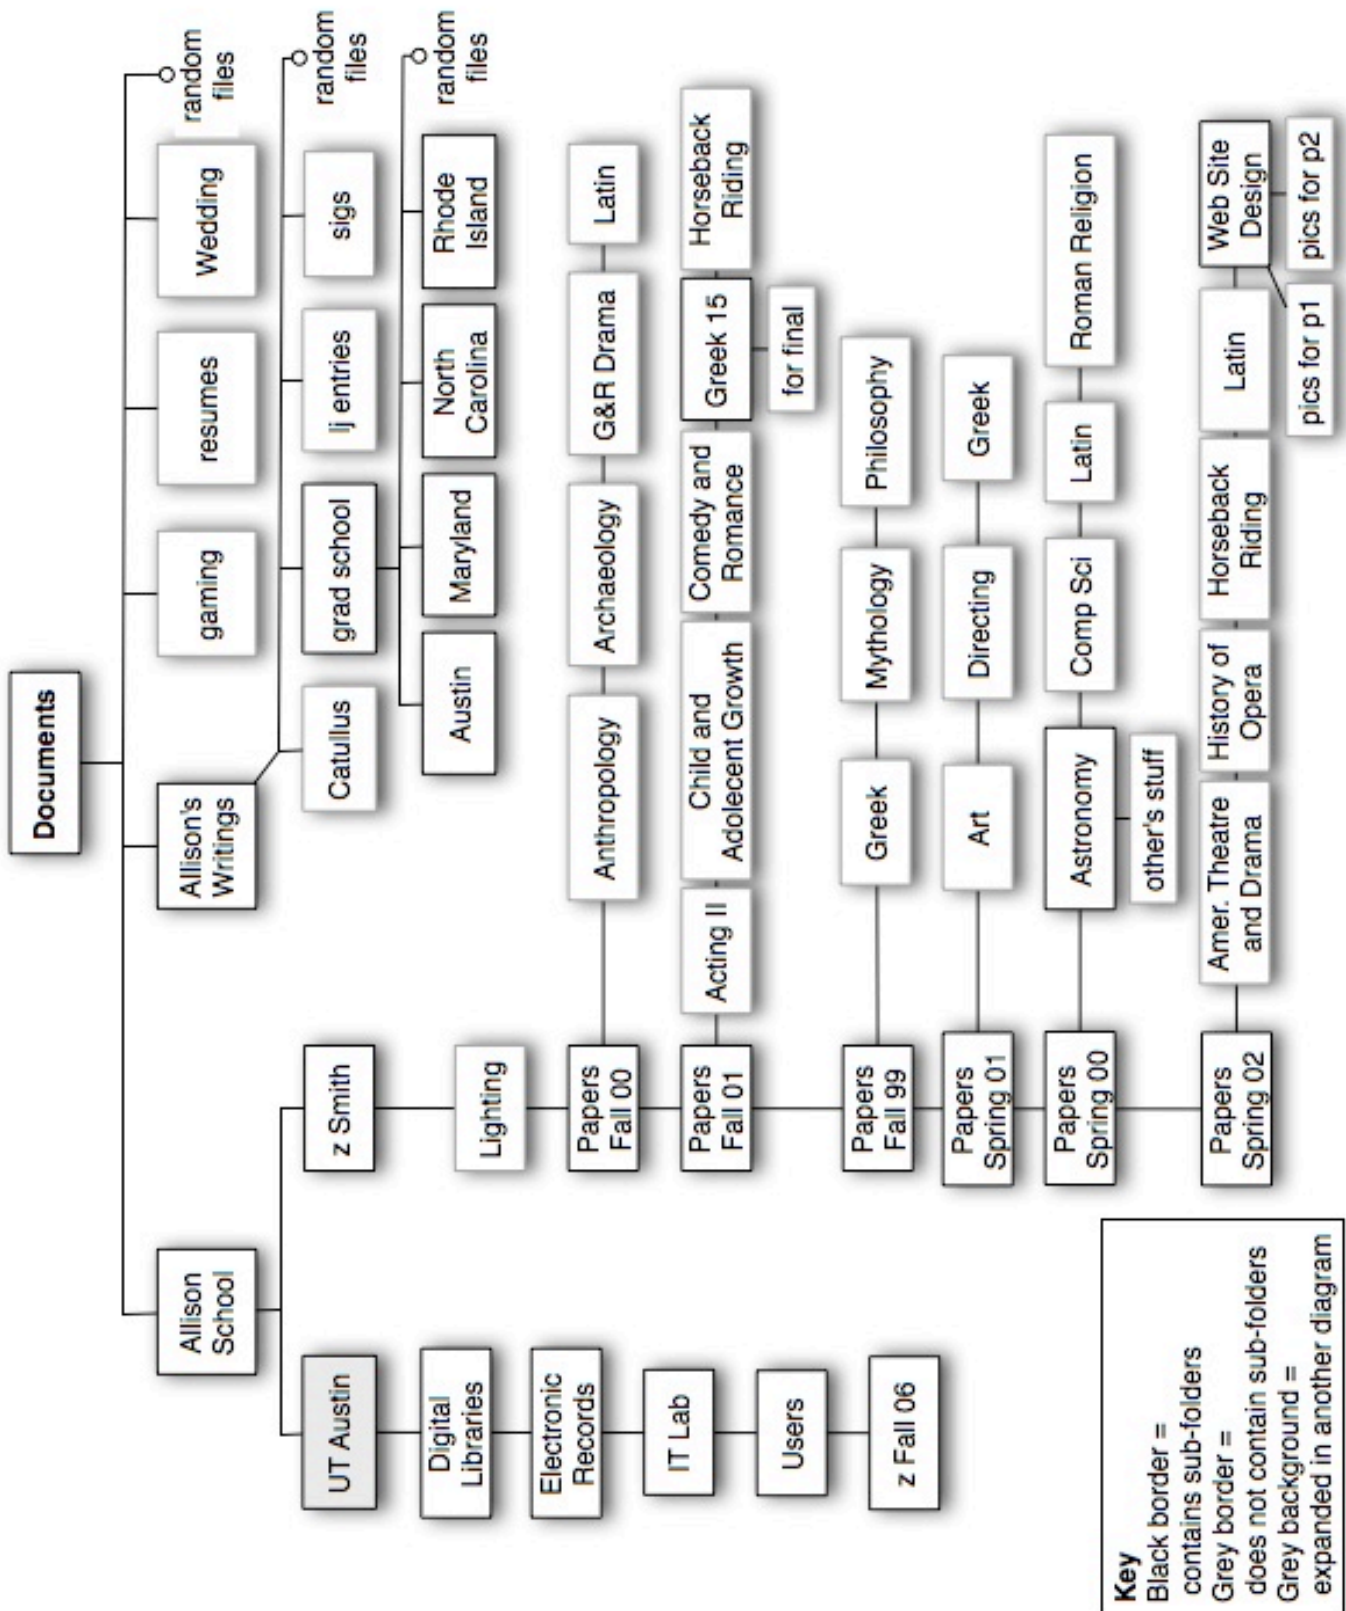 Documents
Allison
School
Allison's
Writings
gaming
resumes
Wedding
random
files
UT Austin
z Smith
Catullus
grad school
lj entries
sigs
random
files
Digital
Libraries
Electronic
Records
IT Lab
Users
z Fall 06
Austin
Maryland
North
Carolina
Rhode
Island
random
files
Lighting
Papers
Fall 00
Anthropology
Archaeology
G&R Drama
Latin
Papers
Fall 01
Acting II
Child and
Adolecent Growth
Comedy and
Romance
Greek 15
Horseback
Riding
for final
Papers
Fall 99
Greek
Mythology
Philosophy
Papers
Spring 01
Art
Directing
Greek
Papers
Spring 00
Astronomy
Comp Sci
Latin
Roman Religion
other's stuff
Papers
Spring 02
Amer. Theatre
and Drama
History of
Opera
Horseback
Riding
Latin
Web Site
Design
pics for p1
pics for p2
Key
Black border =
contains sub-folders
Grey border =
does not contain sub-folders
Grey background =
expanded in another diagram